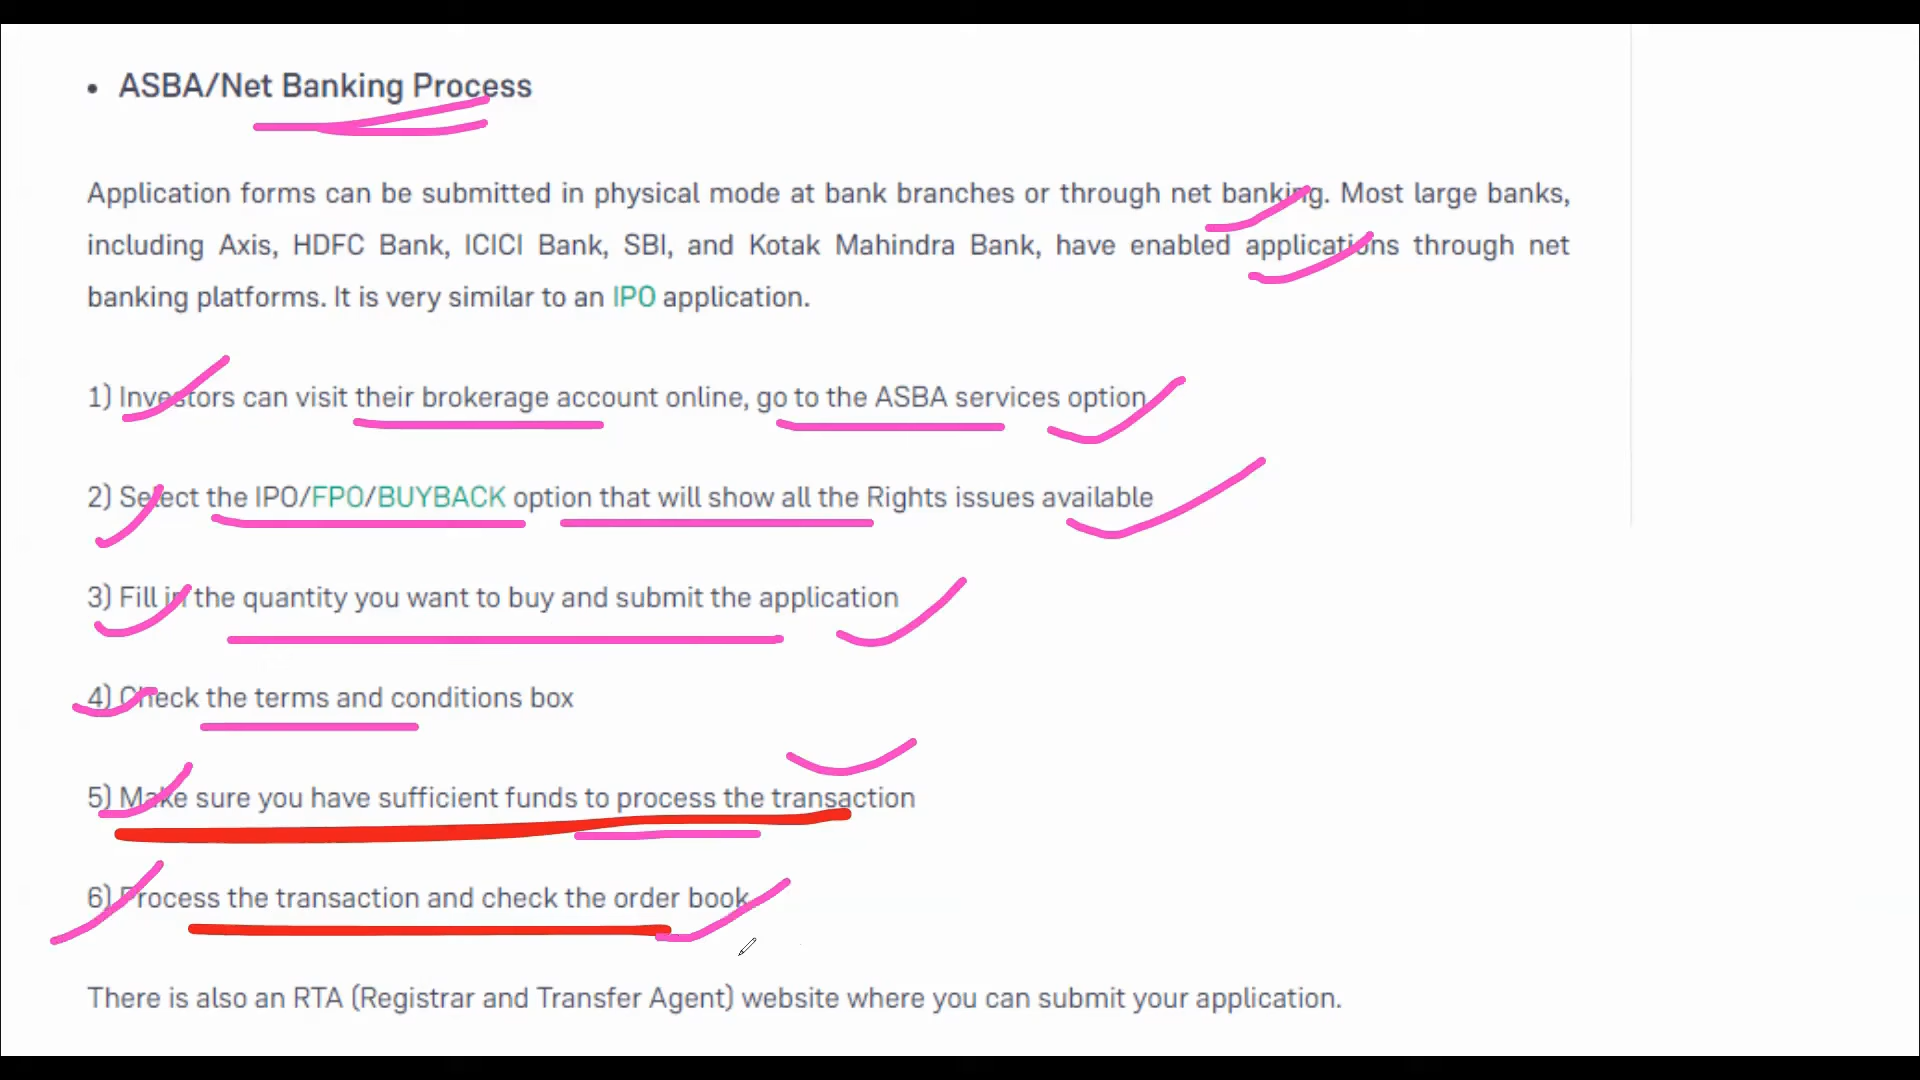 • ASBA/Net Banking Process
Application forms can be submitted in physical mode at bank branches or through net banking. Most large banks,
including Axis, HDFC Bank, ICICI Bank, SBI, and Kotak Mahindra Bank, have enabled applications through net
banking platforms. It is very similar to an IPO application.
1) Investors can visit their brokerage account online, go to the ASBA services option
2) Select the IPO/FPO/BUYBACK option that will show all the Rights issues available
3) Fill in the quantity you want to buy and submit the application
4) Check the terms and conditions box
5) Make sure you have sufficient funds to process the transaction
6) Process the transaction and check the order book
There is also an RTA (Registrar and Transfer Agent) website where you can submit your application.